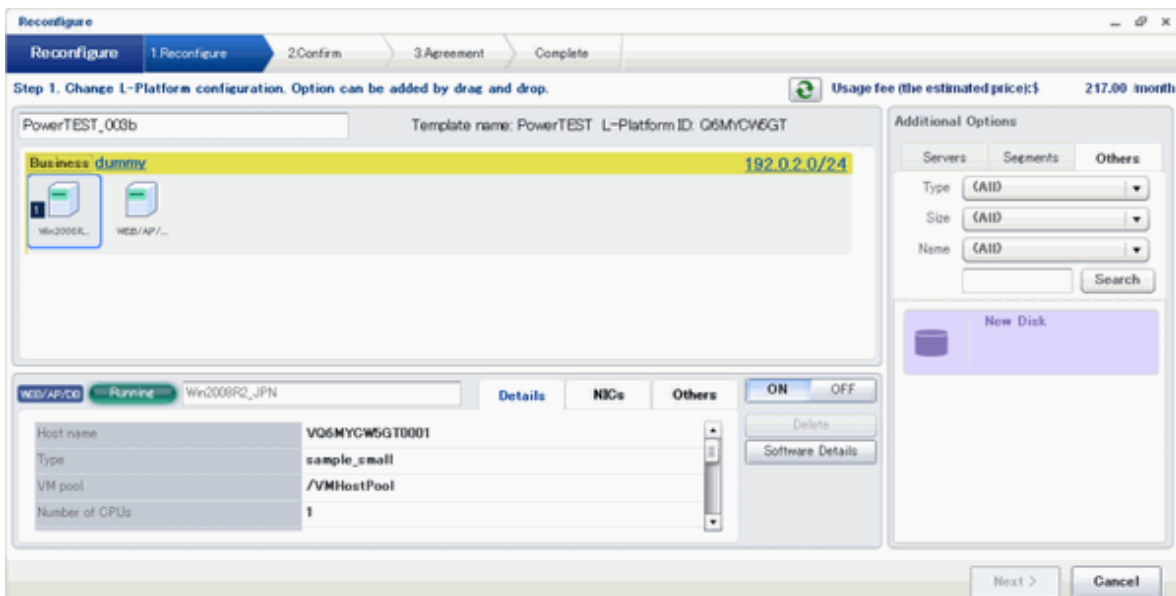 Reconfigure
Reconfigure 1.Reconfigure 2.Confirm 3.Agreement Complete
Step 1. Change L-Platform configuration. Option can be added by drag and drop. Usage fee (the estimated price):$ 217.00 /month
PowerTEST_003b Template name: PowerTEST L-Platform ID: Q6MYCW5GT
Business dummy 192.0.2.0/24
1
Win2008R... WEB/AP/...
WEB/AP/DB Running Win2008R2_JPN Details NICs Others ON OFF
Host name VQ6MYCW5GT0001
Type sample_small
VM pool /VMHostPool
Number of CPUs 1
Delete
Software Details
Additional Options
Servers Segments Others
Type (All)
Size (All)
Name (All)
Search
New Disk
Next > Cancel